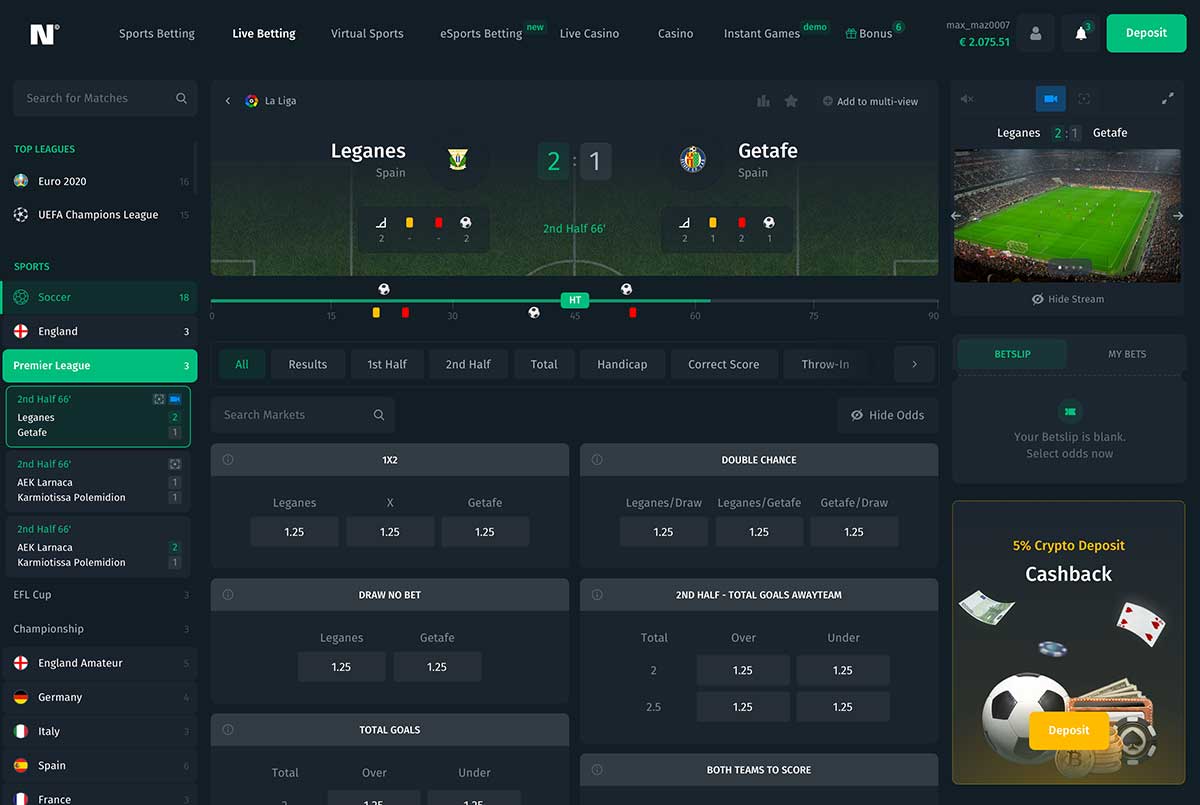 N
Sports Betting
Live Betting
Virtual Sports
eSports Betting new
Live Casino
Casino
Instant Games demo
Bonus 6
max_maz0007
€ 2.075.51
3
Deposit
Search for Matches
TOP LEAGUES
Euro 2020 16
UEFA Champions League 15
SPORTS
Soccer 18
England 3
Premier League 3
2nd Half 66'
Leganes 2
Getafe 1
2nd Half 66'
AEK Larnaca 1
Karmiotissa Polemidion 1
2nd Half 66'
AEK Larnaca 2
Karmiotissa Polemidion 1
EFL Cup 3
Championship 3
England Amateur 5
Germany 4
Italy 3
Spain 6
France 3
La Liga
Add to multi-view
Leganes
Spain
2 : 1
Getafe
Spain
2 - - 2
2nd Half 66'
2 1 2 1
HT
0 15 30 45 60 75 90
All
Results
1st Half
2nd Half
Total
Handicap
Correct Score
Throw-In
Search Markets
Hide Odds
1X2
Leganes X Getafe
1.25 1.25 1.25
DOUBLE CHANCE
Leganes/Draw Leganes/Getafe Getafe/Draw
1.25 1.25 1.25
DRAW NO BET
Leganes Getafe
1.25 1.25
2ND HALF - TOTAL GOALS AWAYTEAM
Total Over Under
2 1.25 1.25
2.5 1.25 1.25
TOTAL GOALS
Total Over Under
2 1.25 1.25
BOTH TEAMS TO SCORE
Leganes 2 : 1 Getafe
Hide Stream
BETSLIP
MY BETS
Your Betslip is blank.
Select odds now
5% Crypto Deposit
Cashback
Deposit